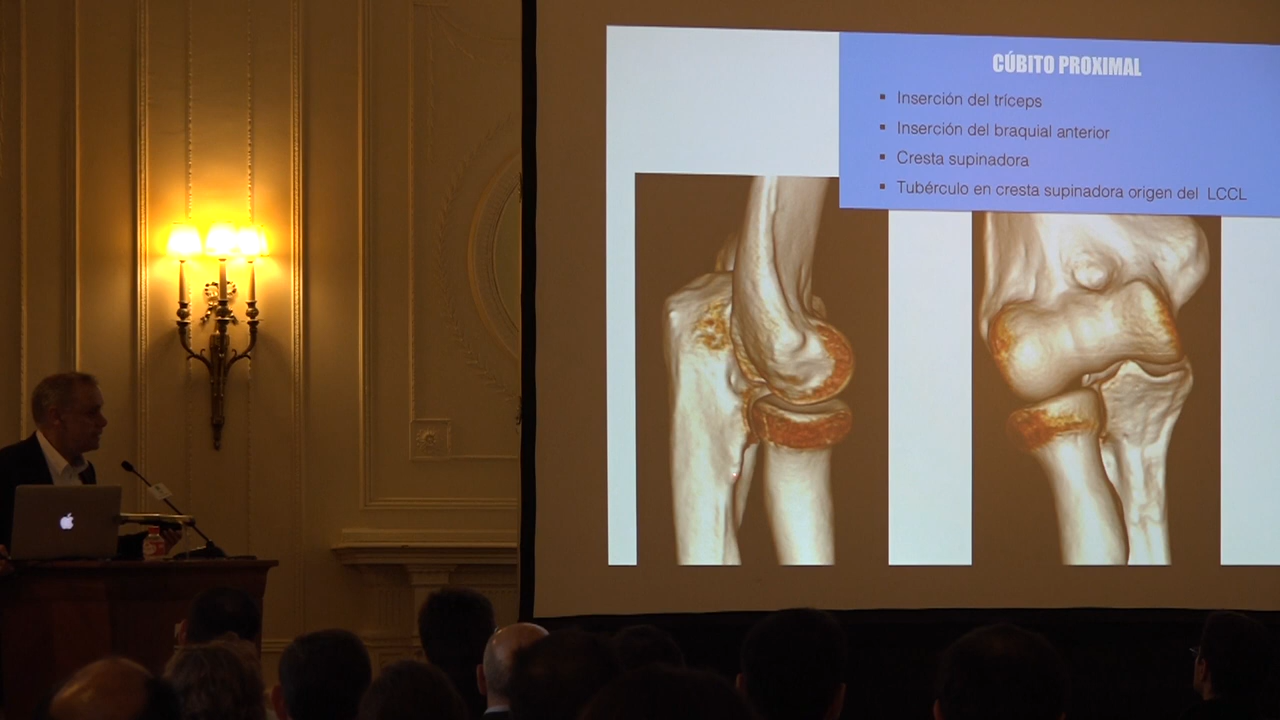 CÚBITO PROXIMAL
▪ Inserción del tríceps
▪ Inserción del braquial anterior
▪ Cresta supinadora
▪ Tubérculo en cresta supinadora origen del LCCL